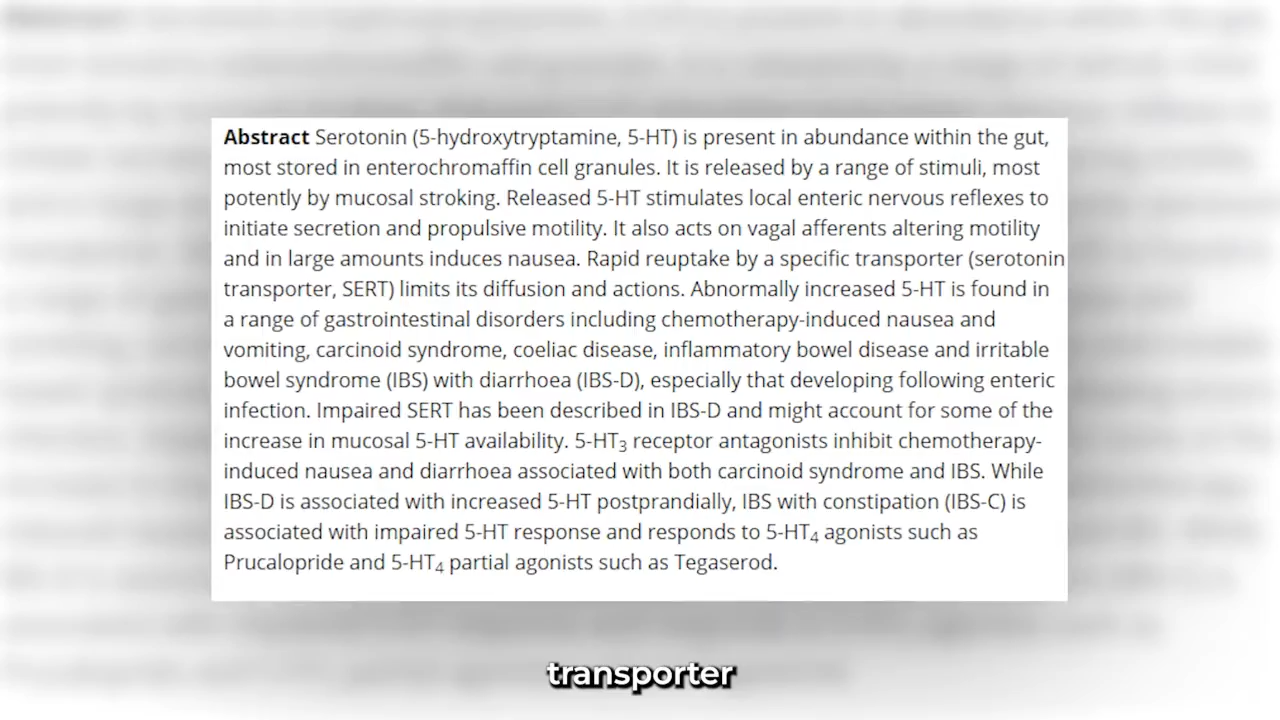 Abstract Serotonin (5-hydroxytryptamine, 5-HT) is present in abundance within the gut,
most stored in enterochromaffin cell granules. It is released by a range of stimuli, most
potently by mucosal stroking. Released 5-HT stimulates local enteric nervous reflexes to
initiate secretion and propulsive motility. It also acts on vagal afferents altering motility
and in large amounts induces nausea. Rapid reuptake by a specific transporter (serotonin
transporter, SERT) limits its diffusion and actions. Abnormally increased 5-HT is found in
a range of gastrointestinal disorders including chemotherapy-induced nausea and
vomiting, carcinoid syndrome, coeliac disease, inflammatory bowel disease and irritable
bowel syndrome (IBS) with diarrhoea (IBS-D), especially that developing following enteric
infection. Impaired SERT has been described in IBS-D and might account for some of the
increase in mucosal 5-HT availability. 5-HT₃ receptor antagonists inhibit chemotherapy-
induced nausea and diarrhoea associated with both carcinoid syndrome and IBS. While
IBS-D is associated with increased 5-HT postprandially, IBS with constipation (IBS-C) is
associated with impaired 5-HT response and responds to 5-HT₄ agonists such as
Prucalopride and 5-HT₄ partial agonists such as Tegaserod.
transporter